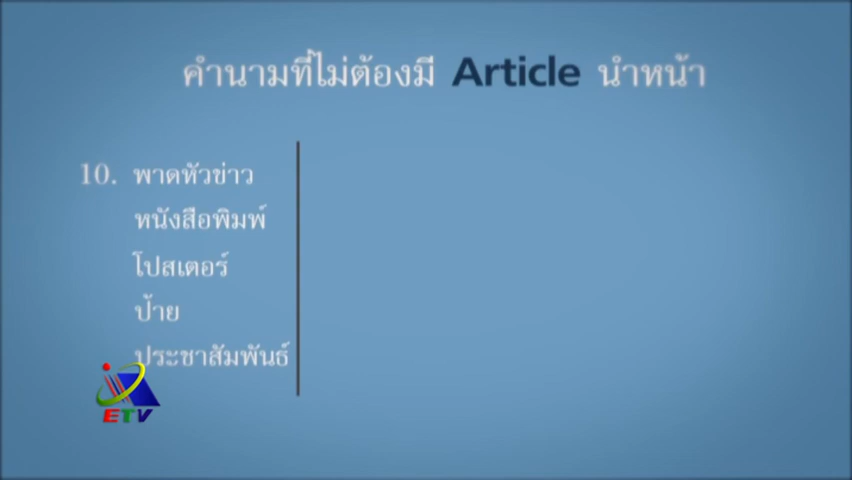 คำนามที่ไม่ต้องมี Article นำหน้า
10. พาดหัวข่าว
หนังสือพิมพ์
โปสเตอร์
ป้าย
ประชาสัมพันธ์
ETV